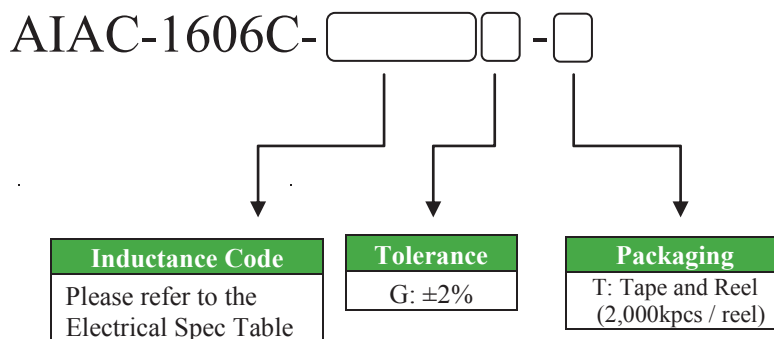 AIAC-1606C- -
Inductance Code
Please refer to the
Electrical Spec Table
Tolerance
G: ±2%
Packaging
T: Tape and Reel
(2,000kpcs / reel)